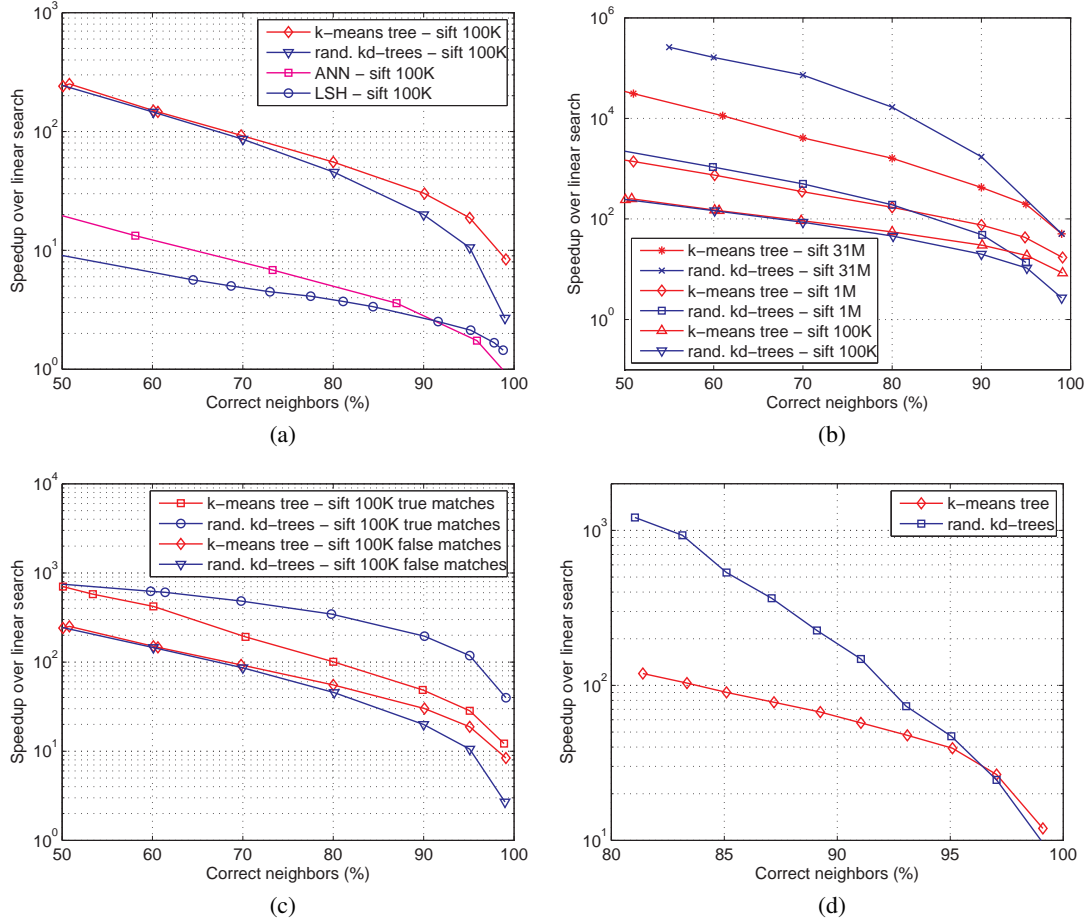 10^3
10^2
10^1
10^0
50
60
70
80
90
100
Correct neighbors (%)
Speedup over linear search
k−means tree − sift 100K
rand. kd−trees − sift 100K
ANN − sift 100K
LSH − sift 100K
(a)
10^6
10^4
10^2
10^0
50
60
70
80
90
100
Correct neighbors (%)
Speedup over linear search
k−means tree − sift 31M
rand. kd−trees − sift 31M
k−means tree − sift 1M
rand. kd−trees − sift 1M
k−means tree − sift 100K
rand. kd−trees − sift 100K
(b)
10^4
10^3
10^2
10^1
10^0
50
60
70
80
90
100
Correct neighbors (%)
Speedup over linear search
k−means tree − sift 100K true matches
rand. kd−trees − sift 100K true matches
k−means tree − sift 100K false matches
rand. kd−trees − sift 100K false matches
(c)
10^3
10^2
10^1
80
85
90
95
100
Correct neighbors (%)
Speedup over linear search
k−means tree
rand. kd−trees
(d)